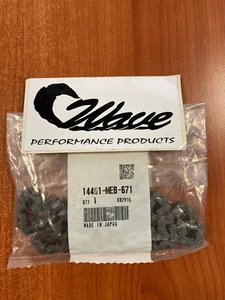 Wave
PERFORMANCE PRODUCTS
14401-MEB-671
QTY 1
MADE IN JAPAN